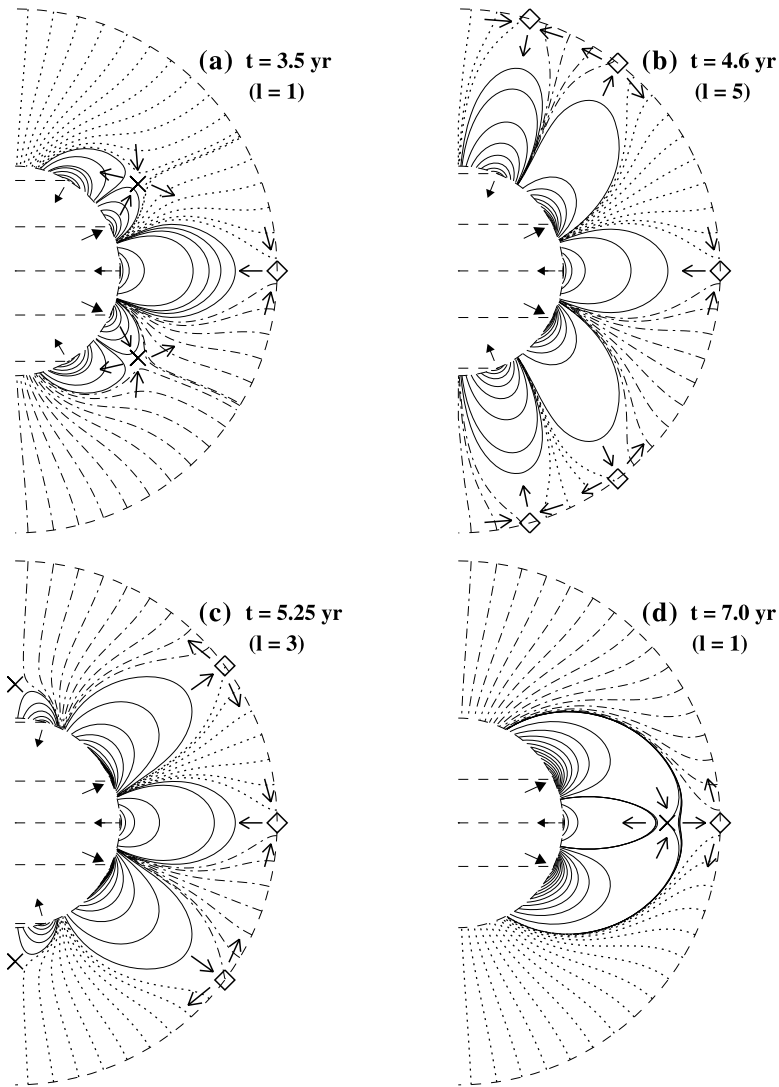 (a) t = 3.5 yr
(l = 1)
(b) t = 4.6 yr
(l = 5)
(c) t = 5.25 yr
(l = 3)
(d) t = 7.0 yr
(l = 1)